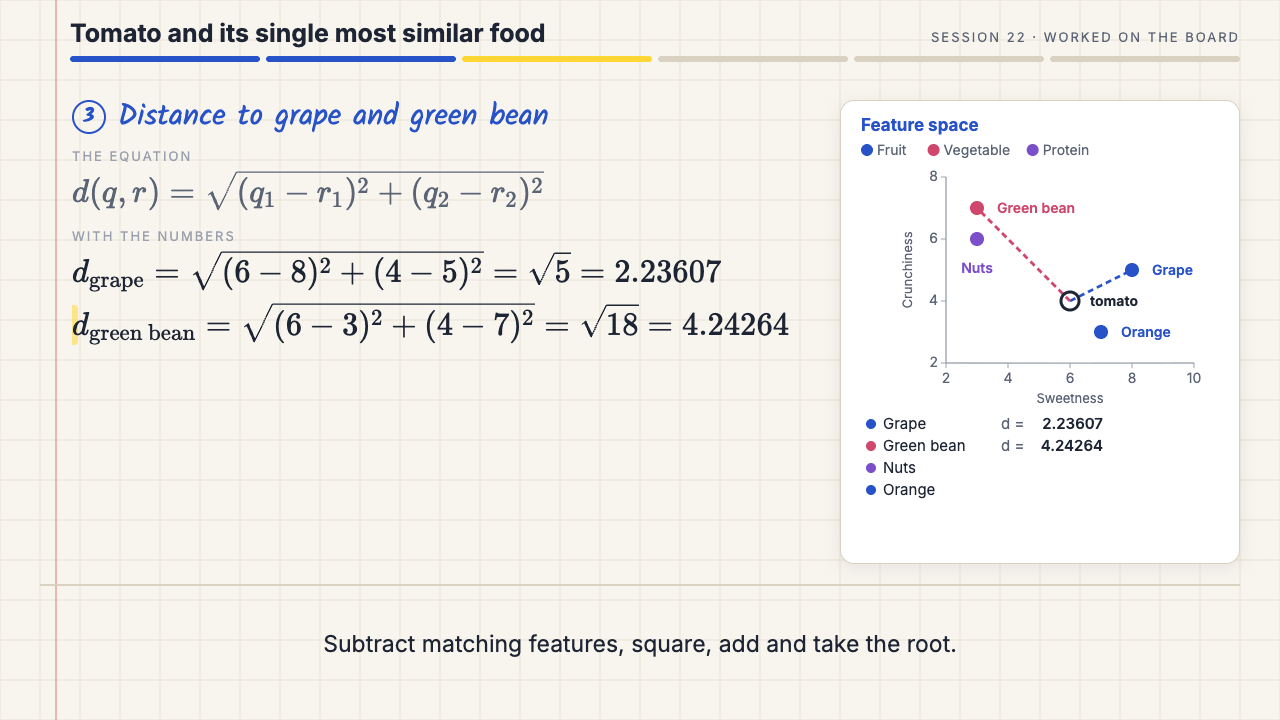 Tomato and its single most similar food
SESSION 22 · WORKED ON THE BOARD
3 Distance to grape and green bean
THE EQUATION
d(q, r) = √((q₁ − r₁)² + (q₂ − r₂)²)
WITH THE NUMBERS
d_grape = √((6 − 8)² + (4 − 5)²) = √5 = 2.23607
d_green bean = √((6 − 3)² + (4 − 7)²) = √18 = 4.24264
Feature space
Fruit Vegetable Protein
8
Green bean
6
Nuts
Crunchiness
Grape
4
tomato
Orange
2
2 4 6 8 10
Sweetness
Grape d = 2.23607
Green bean d = 4.24264
Nuts
Orange
Subtract matching features, square, add and take the root.